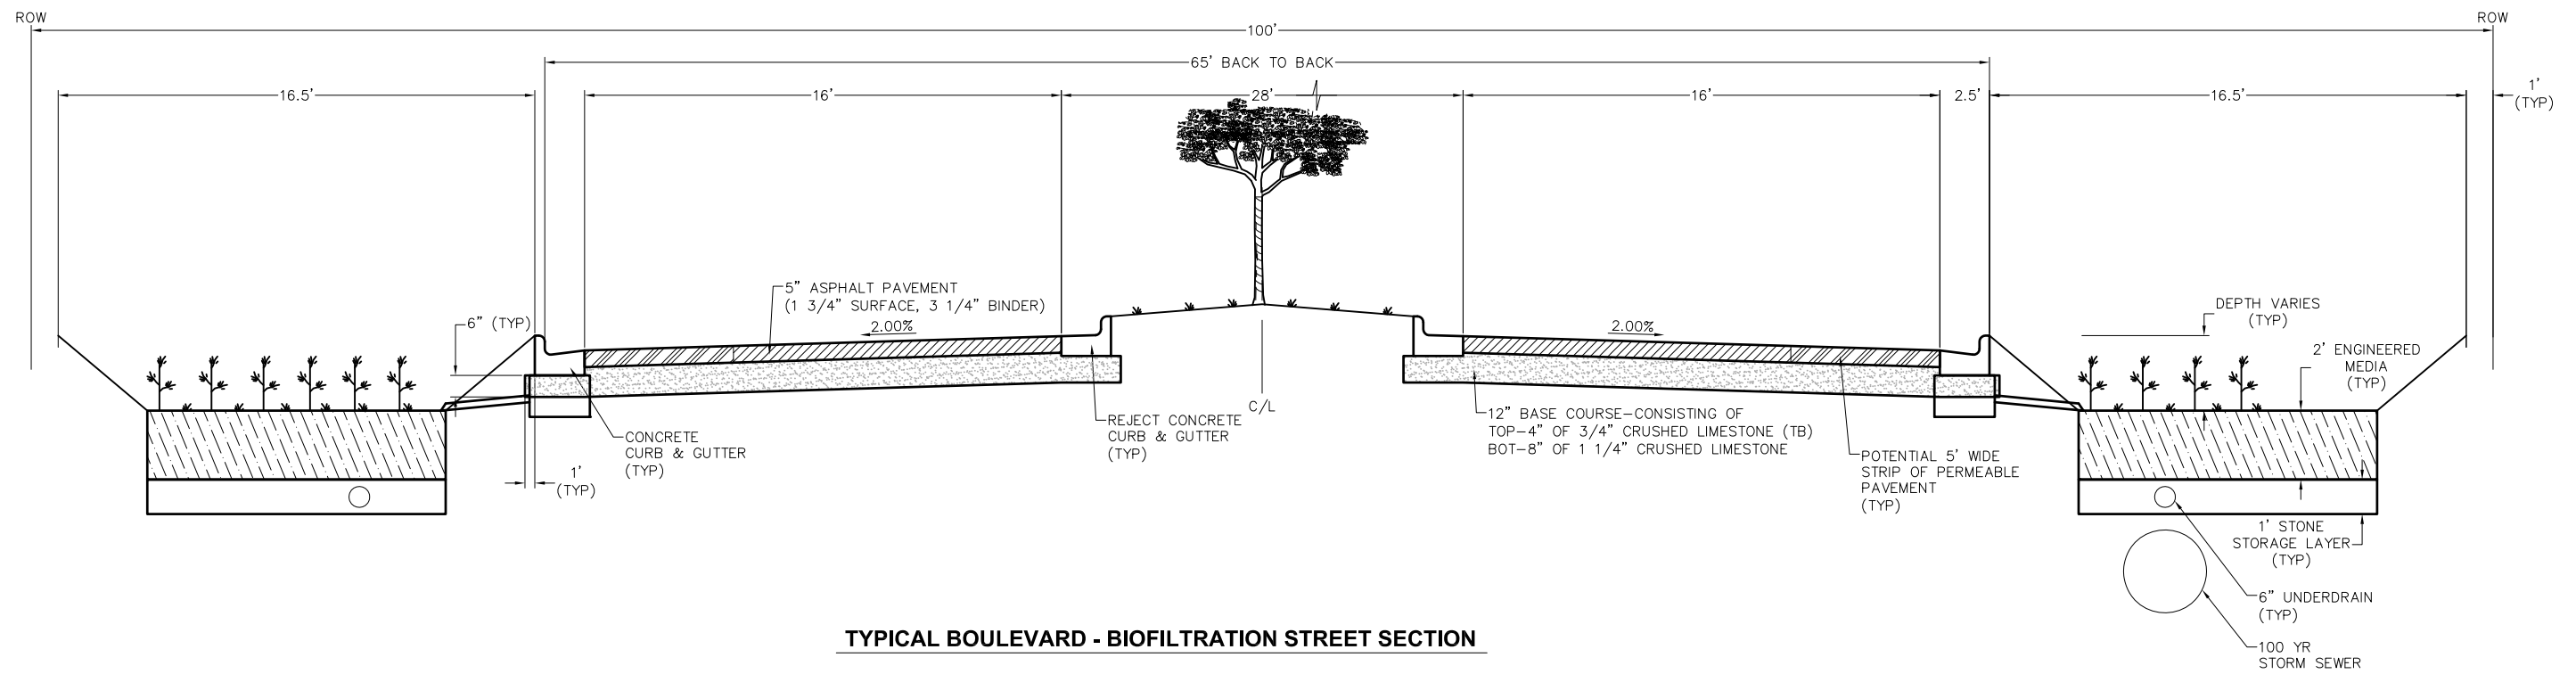 ROW
ROW
100'
65' BACK TO BACK
16.5'
16'
28'
16'
2.5'
16.5'
1'
(TYP)
5" ASPHALT PAVEMENT
(1 3/4" SURFACE, 3 1/4" BINDER)
6" (TYP)
2.00%
2.00%
DEPTH VARIES
(TYP)
2' ENGINEERED
MEDIA
(TYP)
C/L
CONCRETE
CURB & GUTTER
(TYP)
1'
(TYP)
REJECT CONCRETE
CURB & GUTTER
(TYP)
12" BASE COURSE-CONSISTING OF
TOP-4" OF 3/4" CRUSHED LIMESTONE (TB)
BOT-8" OF 1 1/4" CRUSHED LIMESTONE
POTENTIAL 5' WIDE
STRIP OF PERMEABLE
PAVEMENT
(TYP)
1' STONE
STORAGE LAYER
(TYP)
6" UNDERDRAIN
(TYP)
100 YR
STORM SEWER
TYPICAL BOULEVARD - BIOFILTRATION STREET SECTION